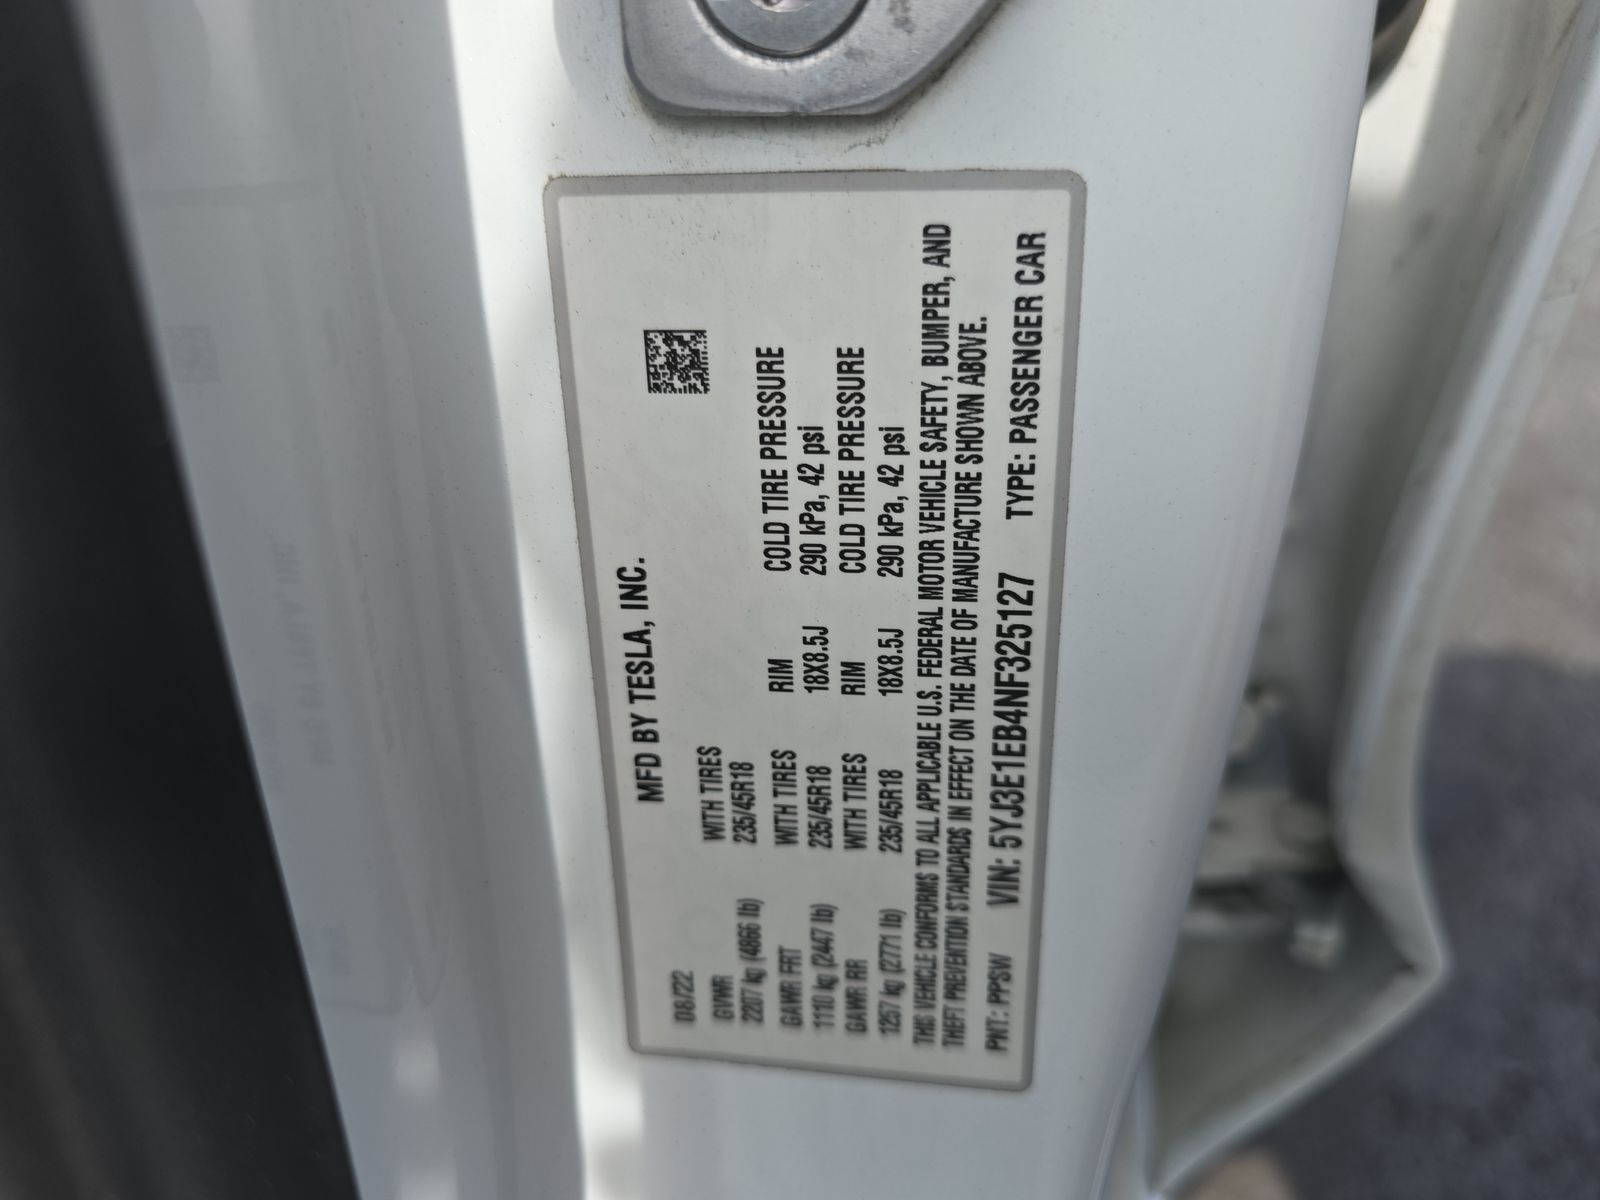 MFD BY TESLA, INC.
08/22
GVWR WITH TIRES
2207 kg (4866 lb) 235/45R18
GAWR FRT WITH TIRES RIM COLD TIRE PRESSURE
1110 kg (2447 lb) 235/45R18 18X8.5J 290 kPa, 42 psi
GAWR RR WITH TIRES RIM COLD TIRE PRESSURE
1257 kg (2771 lb) 235/45R18 18X8.5J 290 kPa, 42 psi
THIS VEHICLE CONFORMS TO ALL APPLICABLE U.S. FEDERAL MOTOR VEHICLE SAFETY, BUMPER, AND
THEFT PREVENTION STANDARDS IN EFFECT ON THE DATE OF MANUFACTURE SHOWN ABOVE.
PNT: PPSW VIN: 5YJ3E1EB4NF325127 TYPE: PASSENGER CAR